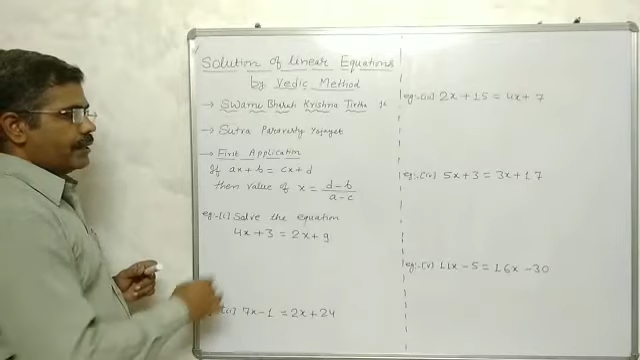 Solution of linear Equations
by Vedic Method
→ Swami Bharati Krishna Tirtha ji
→ Sutra Paravartya Yojayet
→ First Application
If ax + b = cx + d
then value of x = d - b / a - c
eg:-(i) Solve the equation
4x + 3 = 2x + 9
(ii) 7x - 1 = 2x + 24
eg:-(iii) 2x + 15 = 4x + 7
eg:-(iv) 5x + 3 = 3x + 17
eg:-(v) 11x - 5 = 16x - 30